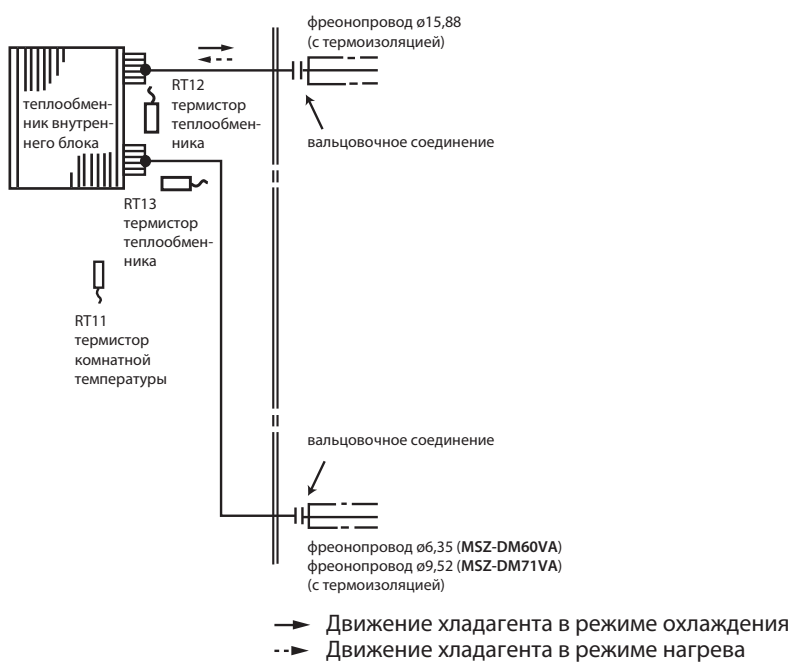 фреонопровод ø15,88
(с термоизоляцией)
теплообмен-
ник внутрен-
него блока
RT12
термистор
теплообмен-
ника
вальцовочное соединение
RT13
термистор
теплообмен-
ника
RT11
термистор
комнатной
температуры
вальцовочное соединение
фреонопровод ø6,35 (MSZ-DM60VA)
фреонопровод ø9,52 (MSZ-DM71VA)
(с термоизоляцией)
Движение хладагента в режиме охлаждения
Движение хладагента в режиме нагрева